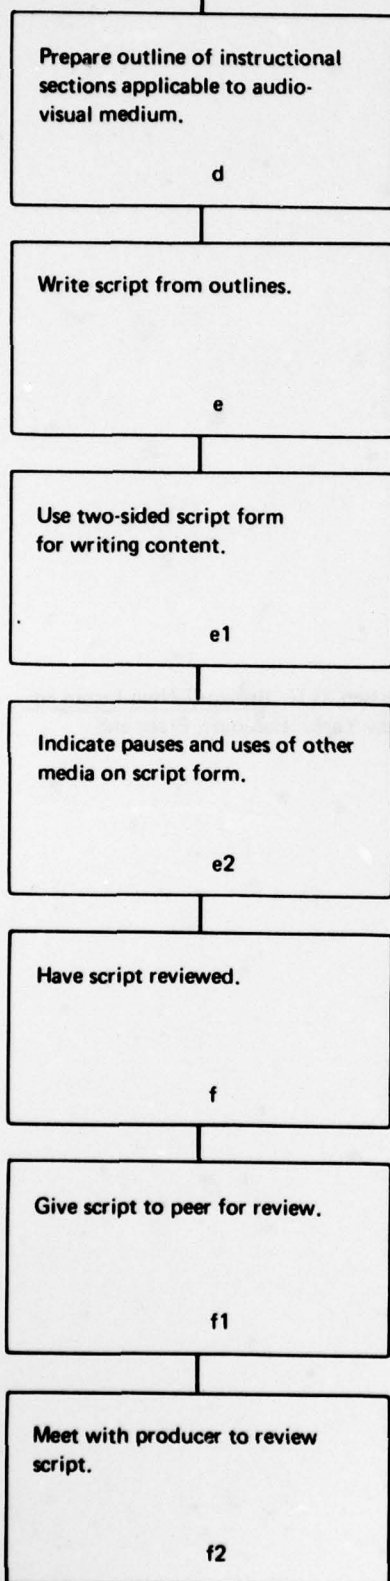 Prepare outline of instructional
sections applicable to audio-
visual medium.
d
Write script from outlines.
e
Use two-sided script form
for writing content.
e1
Indicate pauses and uses of other
media on script form.
e2
Have script reviewed.
f
Give script to peer for review.
f1
Meet with producer to review
script.
f2